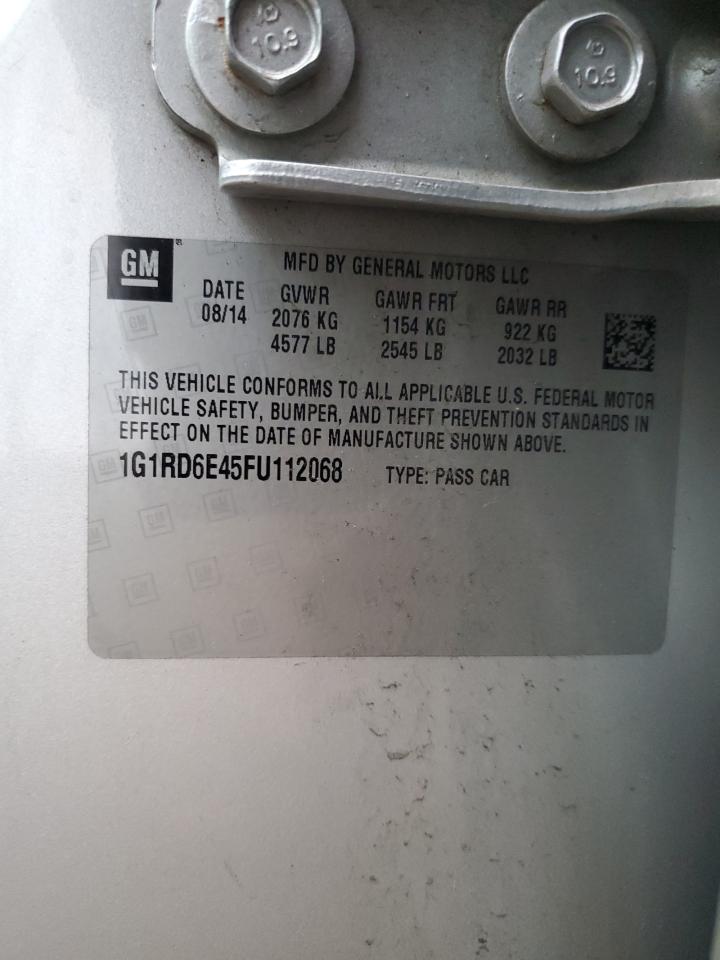 10.9
10.9
GM
MFD BY GENERAL MOTORS LLC
DATE GVWR GAWR FRT GAWR RR
08/14 2076 KG 1154 KG 922 KG
4577 LB 2545 LB 2032 LB
THIS VEHICLE CONFORMS TO ALL APPLICABLE U.S. FEDERAL MOTOR
VEHICLE SAFETY, BUMPER, AND THEFT PREVENTION STANDARDS IN
EFFECT ON THE DATE OF MANUFACTURE SHOWN ABOVE.
1G1RD6E45FU112068 TYPE: PASS CAR